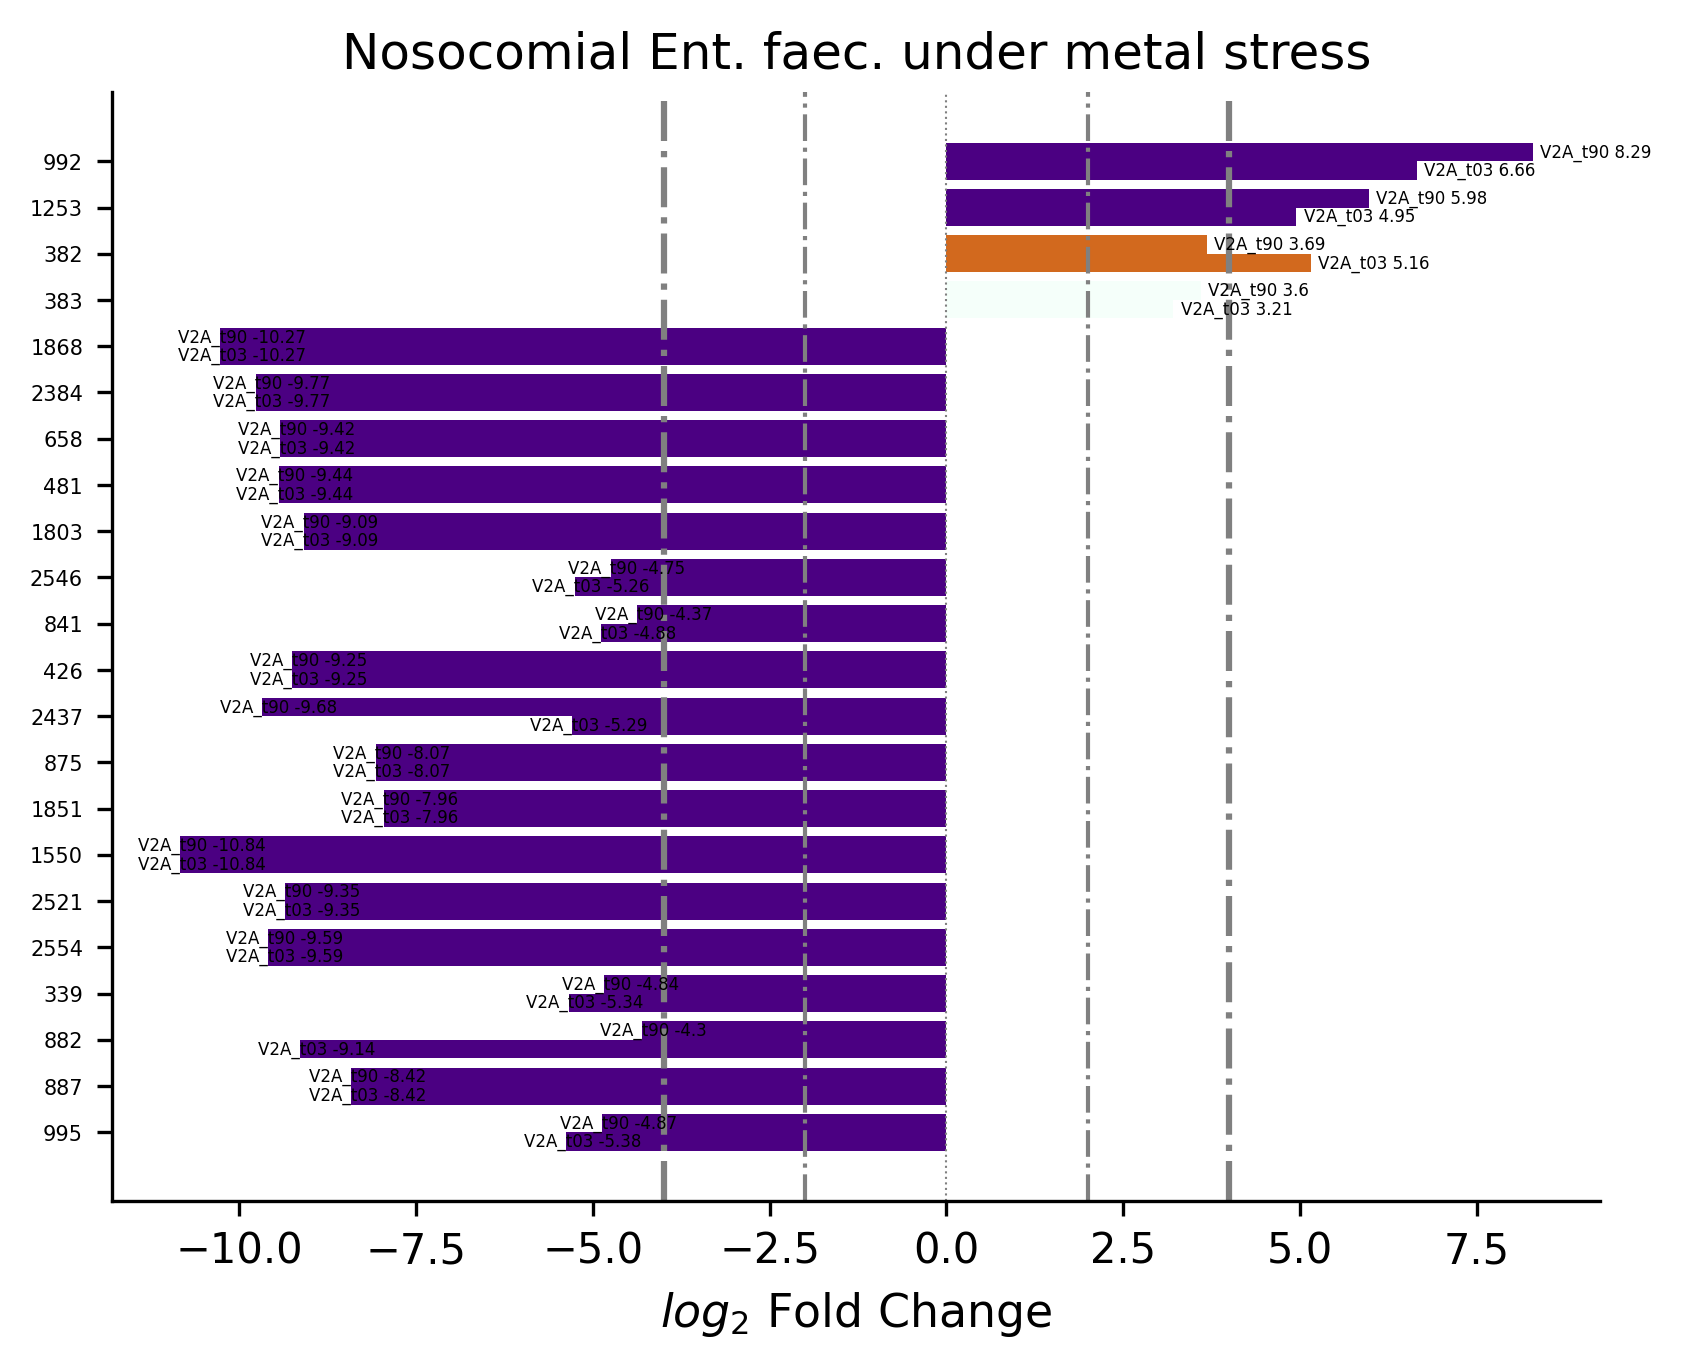 Nosocomial Ent. faec. under metal stress
992
V2A_t90 8.29
V2A_t03 6.66
1253
V2A_t90 5.98
V2A_t03 4.95
382
V2A_t90 3.69
V2A_t03 5.16
383
V2A_t90 3.6
V2A_t03 3.21
1868
V2A_t90 -10.27
V2A_t03 -10.27
2384
V2A_t90 -9.77
V2A_t03 -9.77
658
V2A_t90 -9.42
V2A_t03 -9.42
481
V2A_t90 -9.44
V2A_t03 -9.44
1803
V2A_t90 -9.09
V2A_t03 -9.09
2546
V2A_t90 -4.75
V2A_t03 -5.26
841
V2A_t90 -4.37
V2A_t03 -4.88
426
V2A_t90 -9.25
V2A_t03 -9.25
2437
V2A_t90 -9.68
V2A_t03 -5.29
875
V2A_t90 -8.07
V2A_t03 -8.07
1851
V2A_t90 -7.96
V2A_t03 -7.96
1550
V2A_t90 -10.84
V2A_t03 -10.84
2521
V2A_t90 -9.35
V2A_t03 -9.35
2554
V2A_t90 -9.59
V2A_t03 -9.59
339
V2A_t90 -4.84
V2A_t03 -5.34
882
V2A_t90 -4.3
V2A_t03 -9.14
887
V2A_t90 -8.42
V2A_t03 -8.42
995
V2A_t90 -4.87
V2A_t03 -5.38
−10.0 −7.5 −5.0 −2.5 0.0 2.5 5.0 7.5
log₂ Fold Change